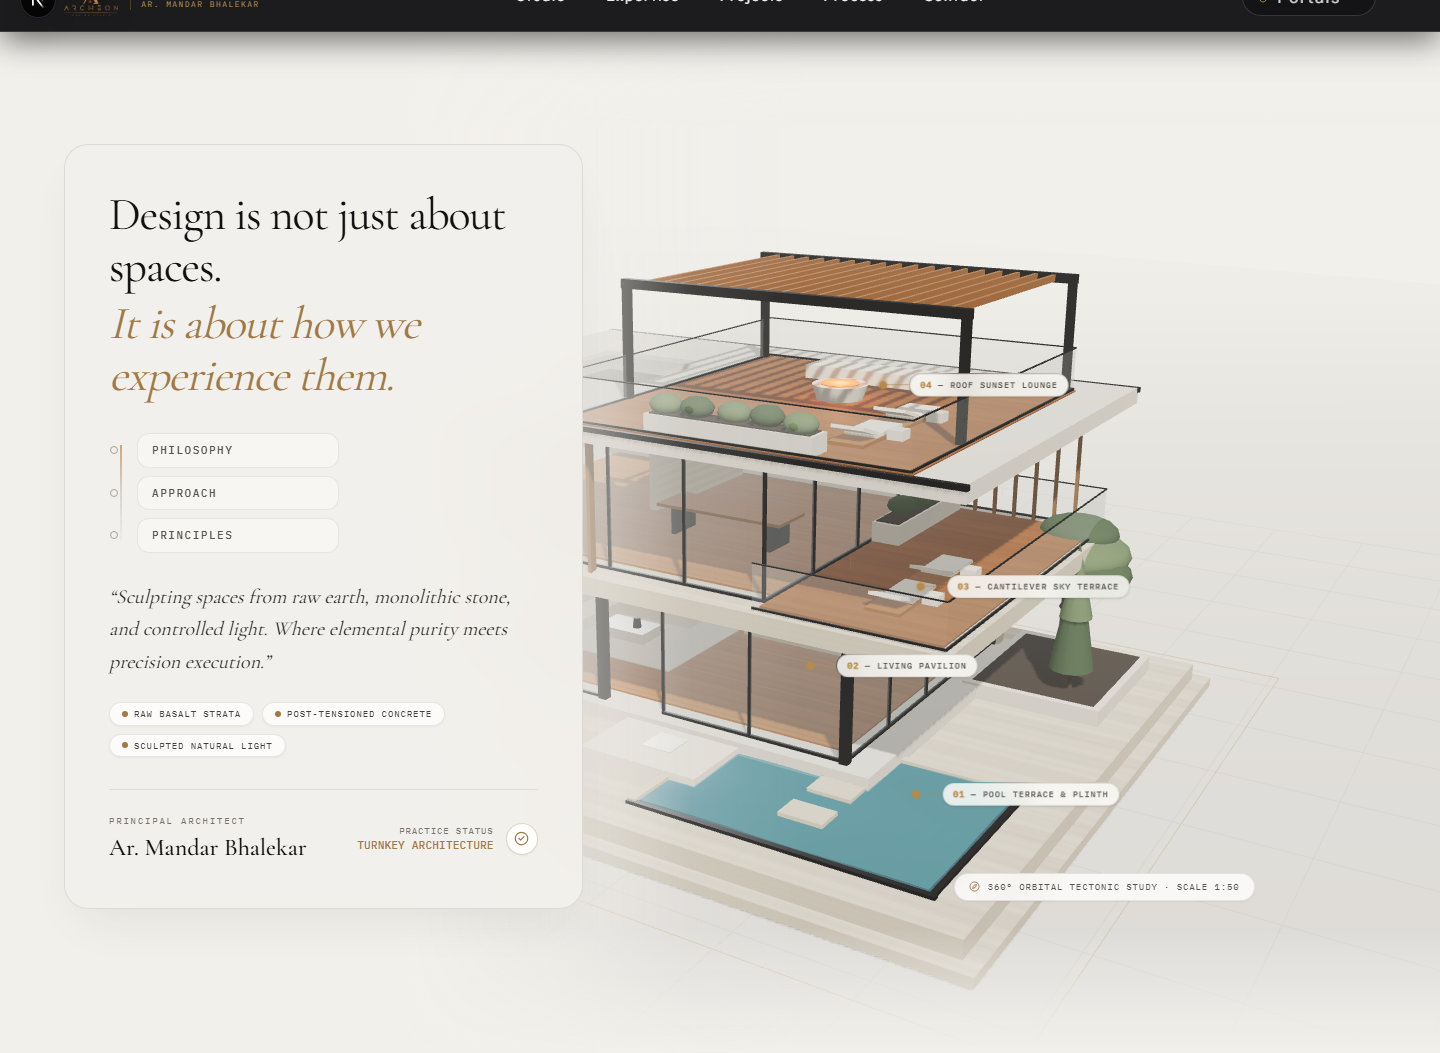 ARCHEON
AR. MANDAR BHALEKAR
Design is not just about
spaces.
It is about how we
experience them.
PHILOSOPHY
APPROACH
PRINCIPLES
“Sculpting spaces from raw earth, monolithic stone,
and controlled light. Where elemental purity meets
precision execution.”
RAW BASALT STRATA
POST-TENSIONED CONCRETE
SCULPTED NATURAL LIGHT
PRINCIPAL ARCHITECT
Ar. Mandar Bhalekar
PRACTICE STATUS
TURNKEY ARCHITECTURE
04 — ROOF SUNSET LOUNGE
03 — CANTILEVER SKY TERRACE
02 — LIVING PAVILION
01 — POOL TERRACE & PLINTH
360° ORBITAL TECTONIC STUDY · SCALE 1:50